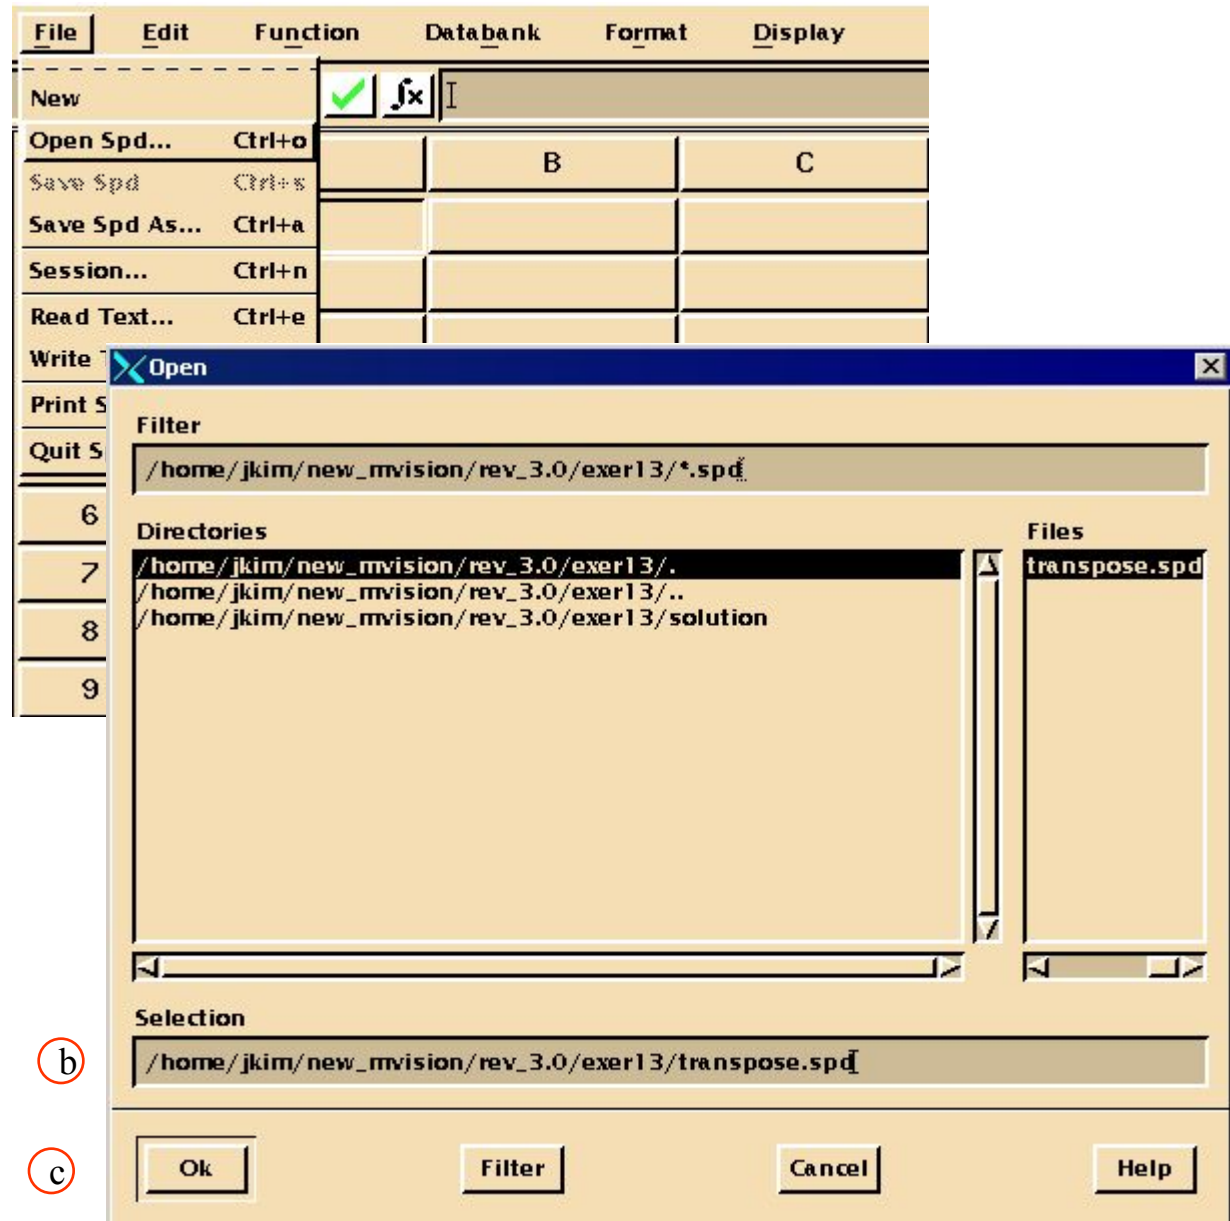 File Edit Function Databank Format Display
New
∫x
Open Spd... Ctrl+o
B C
Save Spd Ctrl+s
Save Spd As... Ctrl+a
Session... Ctrl+n
Read Text... Ctrl+e
Write
Open
Print S
Filter
Quit S
/home/jkim/new_mvision/rev_3.0/exer13/*.spd
6
Directories Files
7
/home/jkim/new_mvision/rev_3.0/exer13/. transpose.spd
/home/jkim/new_mvision/rev_3.0/exer13/..
/home/jkim/new_mvision/rev_3.0/exer13/solution
8
9
Selection
b /home/jkim/new_mvision/rev_3.0/exer13/transpose.spd
c Ok Filter Cancel Help